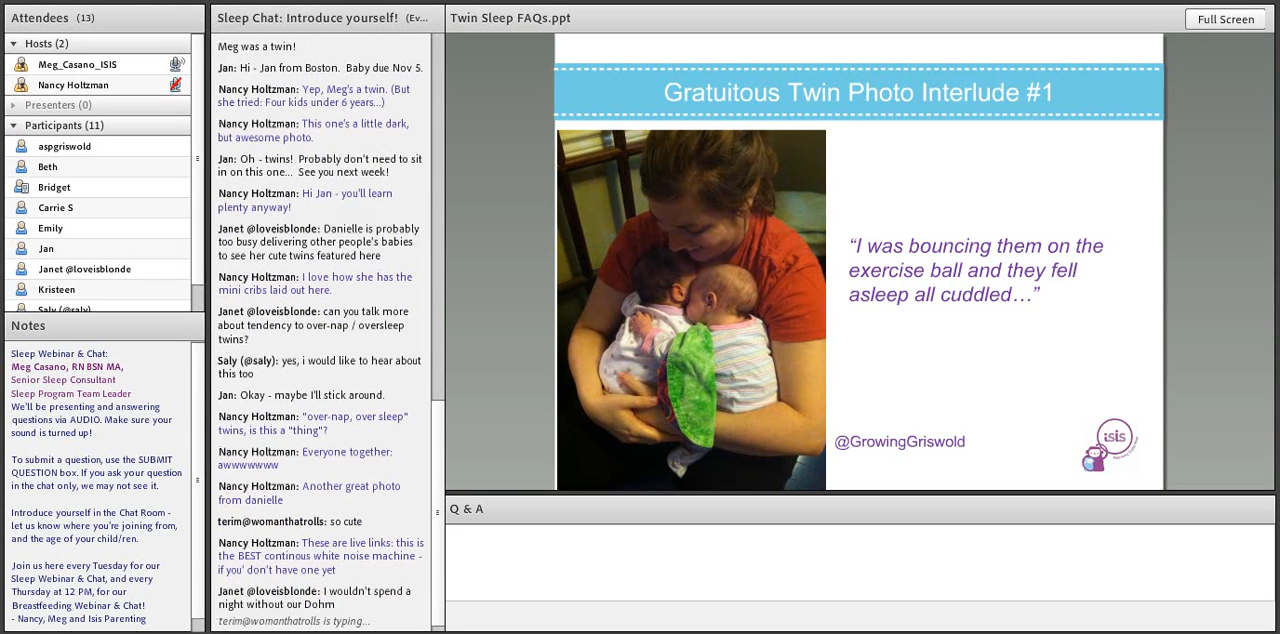 Attendees (13)
Hosts (2)
Meg_Casano_ISIS
Nancy Holtzman
Presenters (0)
Participants (11)
aspgriswold
Beth
Bridget
Carrie S
Emily
Jan
Janet @loveisblonde
Kristeen
Saly (@saly)
Notes
Sleep Webinar & Chat:
Meg Casano, RN BSN MA,
Senior Sleep Consultant
Sleep Program Team Leader
We'll be presenting and answering
questions via AUDIO. Make sure your
sound is turned up!
To submit a question, use the SUBMIT
QUESTION box. If you ask your question
in the chat only, we may not see it.
Introduce yourself in the Chat Room -
let us know where you're joining from,
and the age of your child/ren.
Join us here every Tuesday for our
Sleep Webinar & Chat, and every
Thursday at 12 PM, for our
Breastfeeding Webinar & Chat!
- Nancy, Meg and Isis Parenting
Sleep Chat: Introduce yourself! (Ev...
Meg was a twin!
Jan: Hi - Jan from Boston. Baby due Nov 5.
Nancy Holtzman: Yep, Meg's a twin. (But
she tried: Four kids under 6 years...)
Nancy Holtzman: This one's a little dark,
but awesome photo.
Jan: Oh - twins! Probably don't need to sit
in on this one... See you next week!
Nancy Holtzman: Hi Jan - you'll learn
plenty anyway!
Janet @loveisblonde: Danielle is probably
too busy delivering other people's babies
to see her cute twins featured here
Nancy Holtzman: I love how she has the
mini cribs laid out here.
Janet @loveisblonde: can you talk more
about tendency to over-nap / oversleep
twins?
Saly (@saly): yes, i would like to hear about
this too
Jan: Okay - maybe I'll stick around.
Nancy Holtzman: "over-nap, over sleep"
twins, is this a "thing"?
Nancy Holtzman: Everyone together:
awwwwwww
Nancy Holtzman: Another great photo
from danielle
terim@womanthatrolls: so cute
Nancy Holtzman: These are live links: this is
the BEST continous white noise machine -
if you' don't have one yet
Janet @loveisblonde: I wouldn't spend a
night without our Dohm
terim@womanthatrolls is typing...
Twin Sleep FAQs.ppt
Full Screen
Gratuitous Twin Photo Interlude #1
“I was bouncing them on the
exercise ball and they fell
asleep all cuddled…”
@GrowingGriswold
isis
Q & A